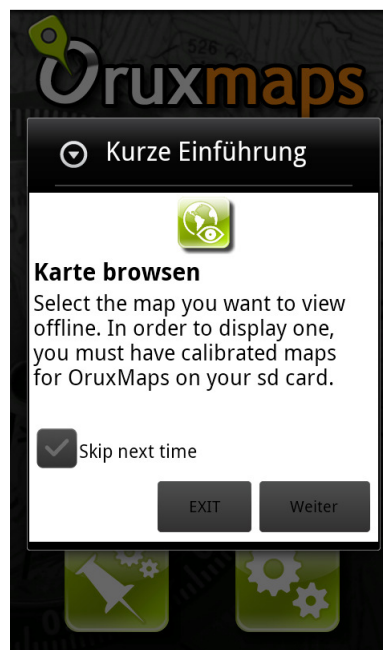 526
Oruxmaps
Kurze Einführung
Karte browsen
Select the map you want to view
offline. In order to display one,
you must have calibrated maps
for OruxMaps on your sd card.
Skip next time
EXIT
Weiter